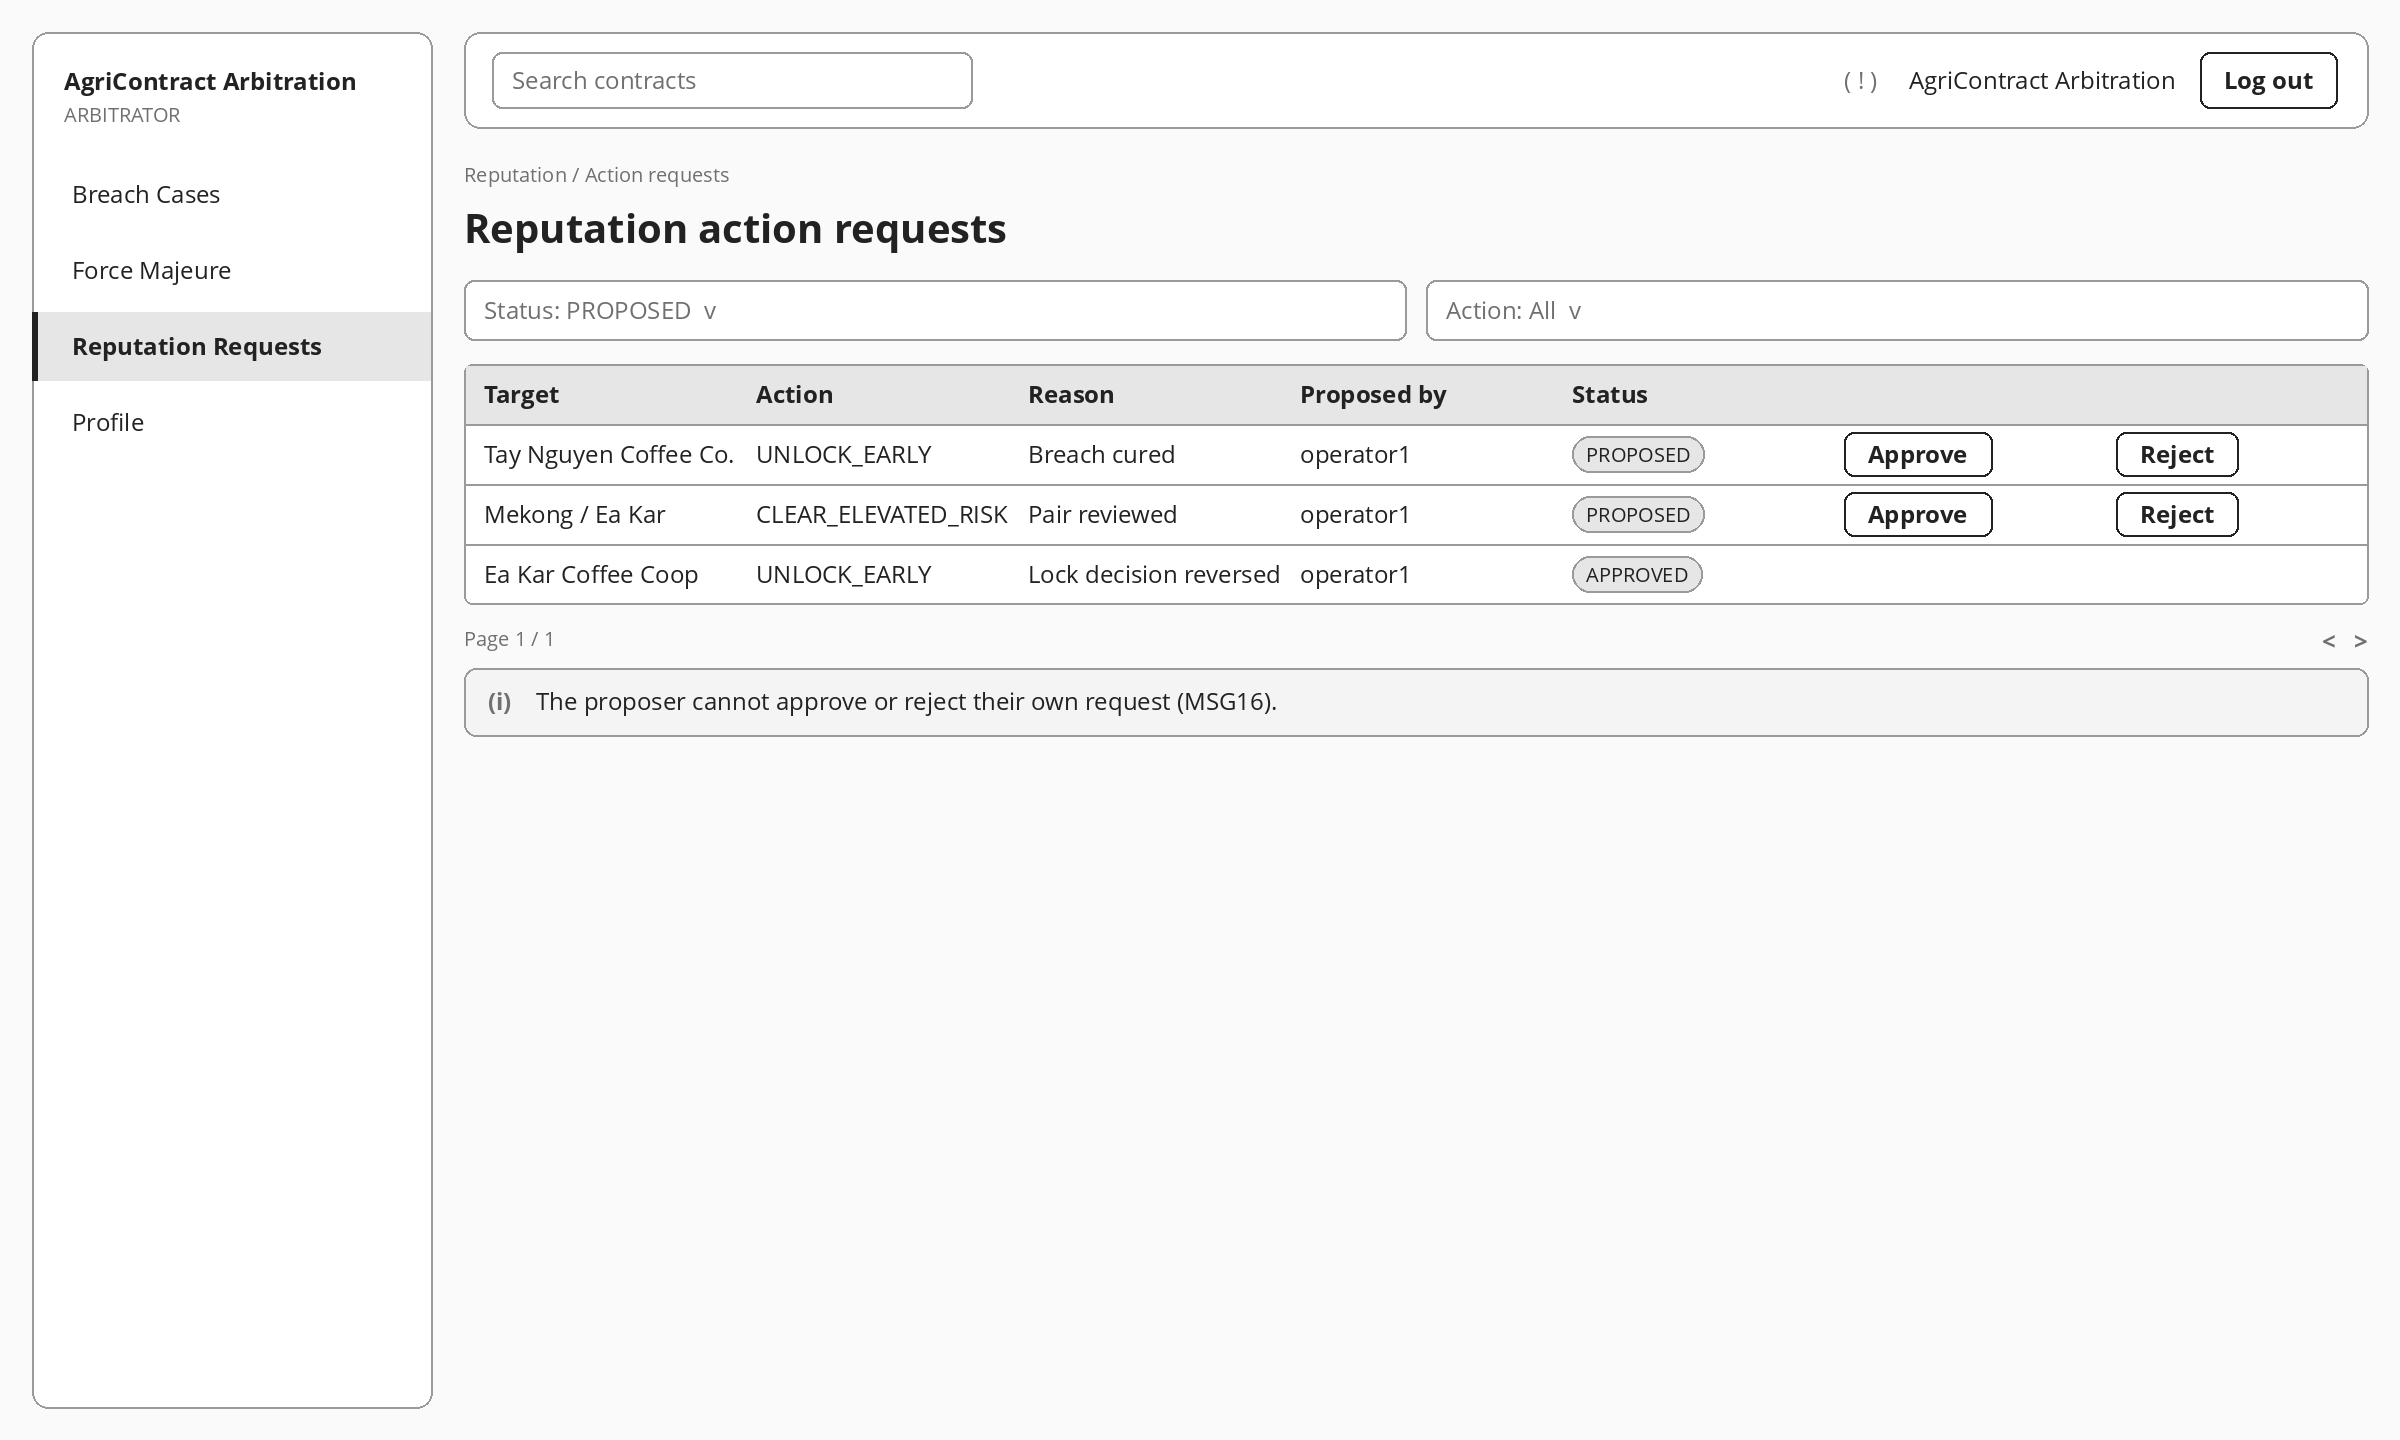 AgriContract Arbitration
ARBITRATOR
Breach Cases
Force Majeure
Reputation Requests
Profile
Search contracts
( ! ) AgriContract Arbitration Log out
Reputation / Action requests
Reputation action requests
Status: PROPOSED v
Action: All v
Target Action Reason Proposed by Status
Tay Nguyen Coffee Co. UNLOCK_EARLY Breach cured operator1 PROPOSED Approve Reject
Mekong / Ea Kar CLEAR_ELEVATED_RISK Pair reviewed operator1 PROPOSED Approve Reject
Ea Kar Coffee Coop UNLOCK_EARLY Lock decision reversed operator1 APPROVED
Page 1 / 1 < >
(i) The proposer cannot approve or reject their own request (MSG16).